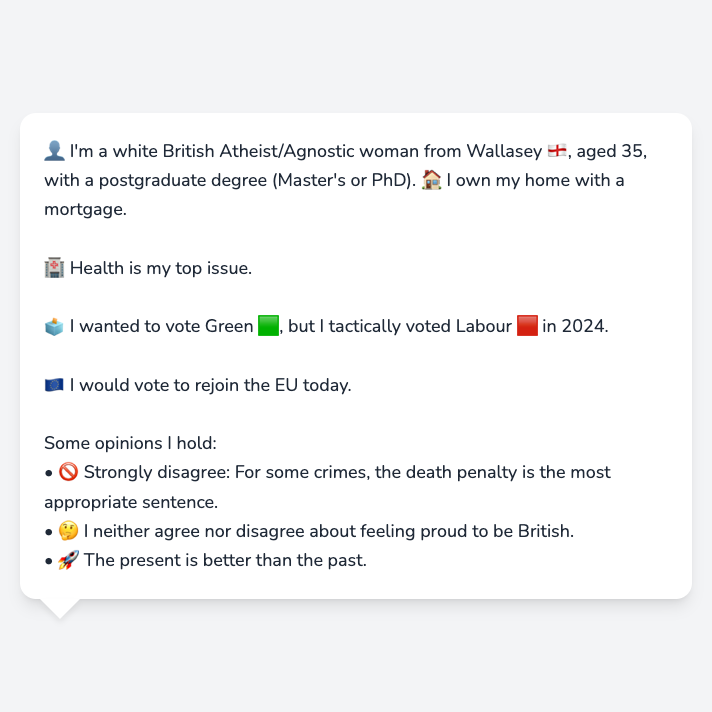 👤 I'm a white British Atheist/Agnostic woman from Wallasey 🏴󠁧󠁢󠁥󠁮󠁧󠁿, aged 35,
with a postgraduate degree (Master's or PhD). 🏠 I own my home with a
mortgage.
🏥 Health is my top issue.
🗳️ I wanted to vote Green 🟩, but I tactically voted Labour 🟥 in 2024.
🇪🇺 I would vote to rejoin the EU today.
Some opinions I hold:
• 🚫 Strongly disagree: For some crimes, the death penalty is the most
appropriate sentence.
• 🤔 I neither agree nor disagree about feeling proud to be British.
• 🚀 The present is better than the past.